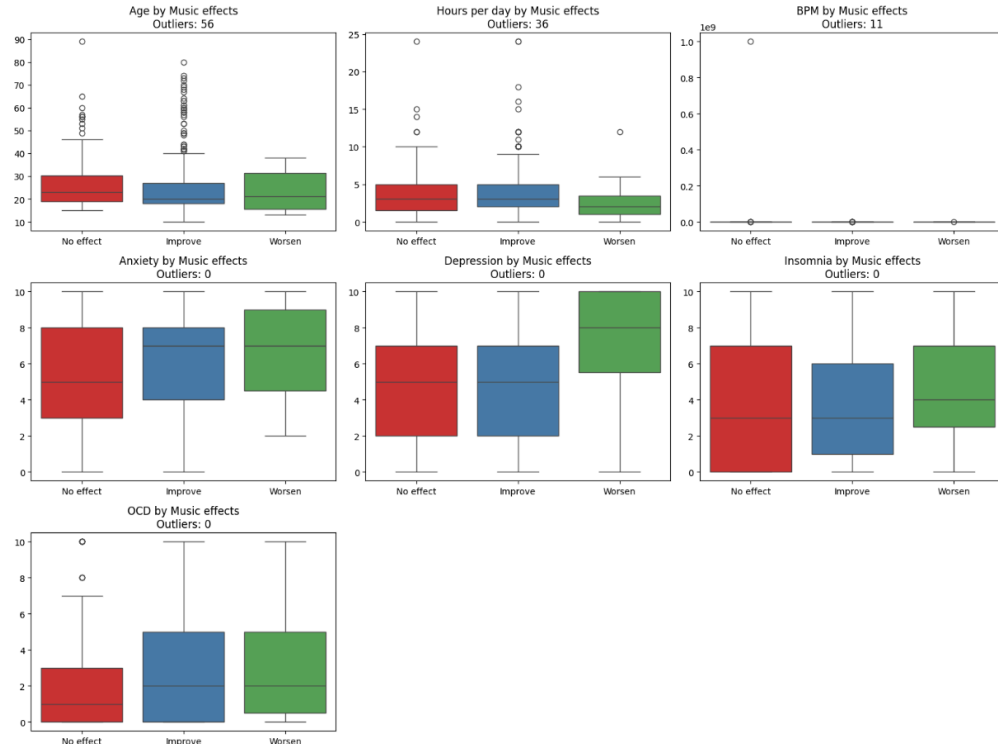 Age by Music effects
Outliers: 56
90
80
70
60
50
40
30
20
10
No effect
Improve
Worsen
Hours per day by Music effects
Outliers: 36
25
20
15
10
5
0
No effect
Improve
Worsen
BPM by Music effects
Outliers: 11
1e9
1.0
0.8
0.6
0.4
0.2
0.0
No effect
Improve
Worsen
Anxiety by Music effects
Outliers: 0
10
8
6
4
2
0
No effect
Improve
Worsen
Depression by Music effects
Outliers: 0
10
8
6
4
2
0
No effect
Improve
Worsen
Insomnia by Music effects
Outliers: 0
10
8
6
4
2
0
No effect
Improve
Worsen
OCD by Music effects
Outliers: 0
10
8
6
4
2
0
No effect
Improve
Worsen